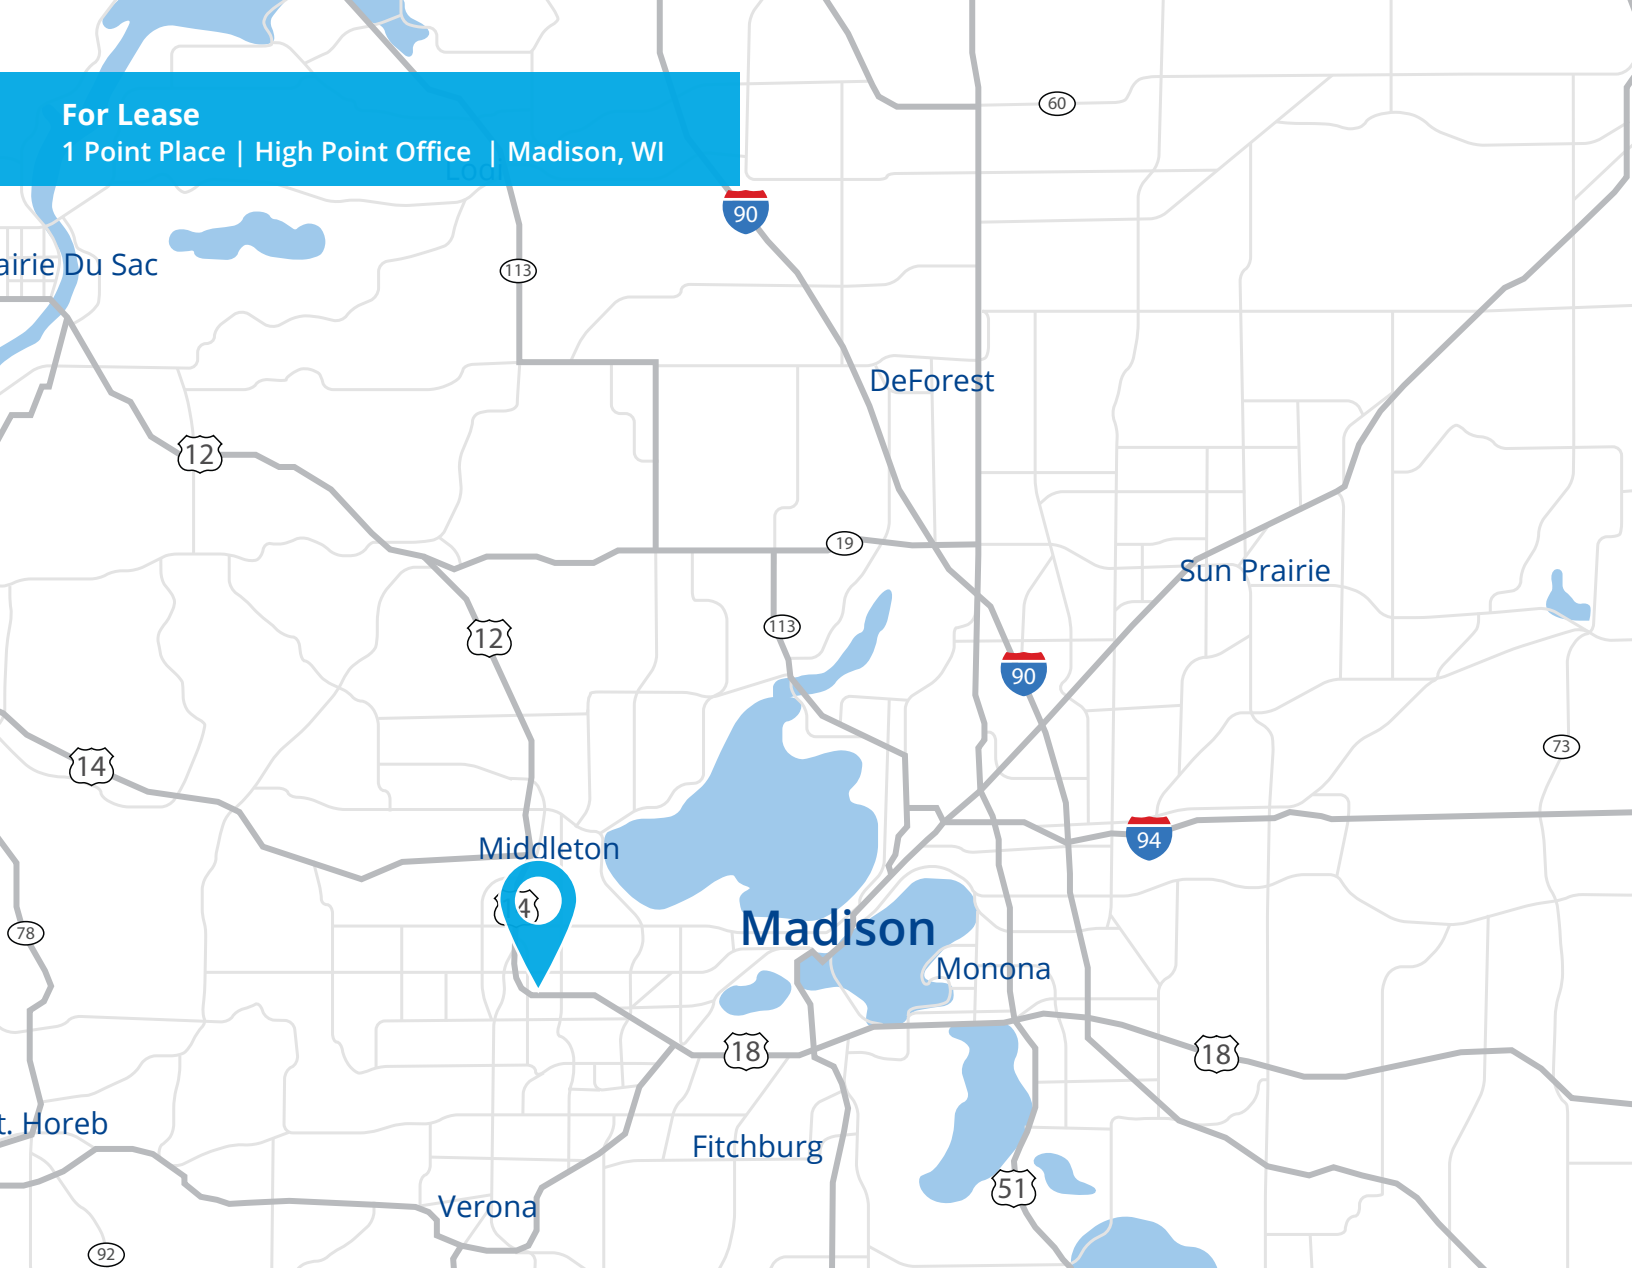 60
For Lease
1 Point Place | High Point Office | Madison, WI
Lodi
90
airie Du Sac
113
DeForest
12
19
Sun Prairie
12
113
90
14
73
94
Middleton
4
Madison
78
Monona
18
18
t. Horeb
Fitchburg
51
Verona
92